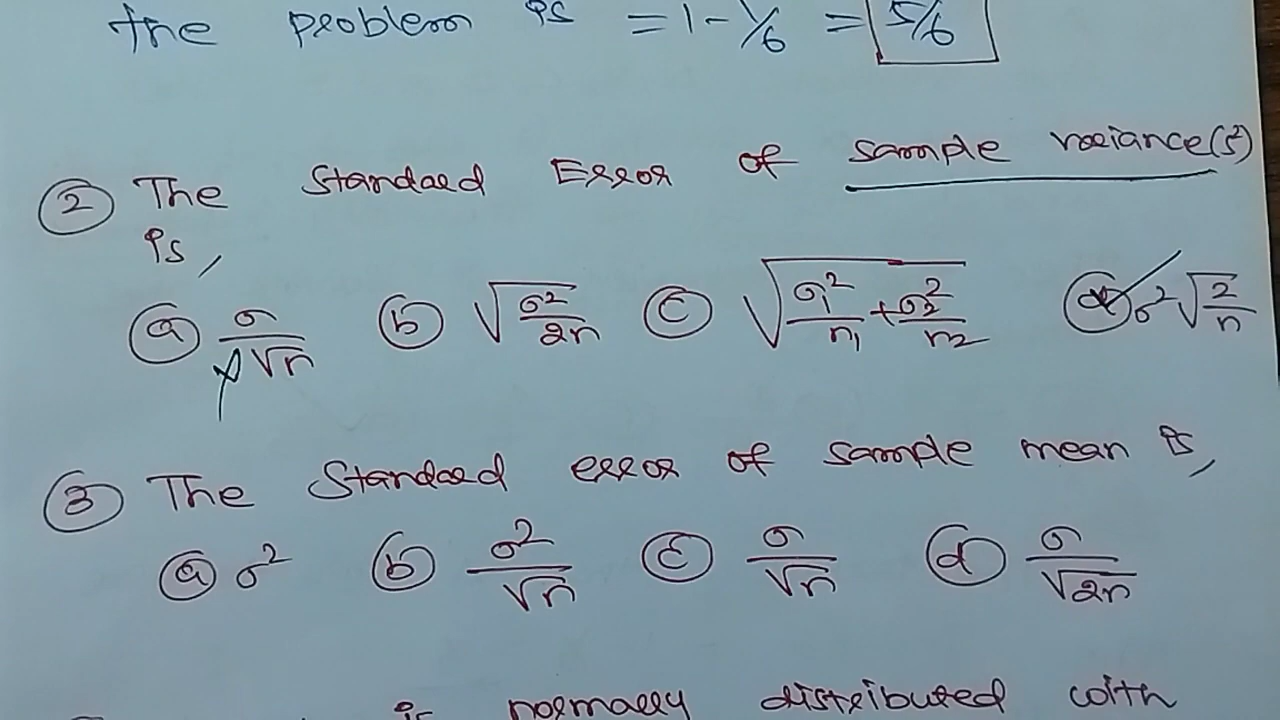 the problem is = 1 - 1/6 = 5/6
② The Standard Error of sample variance(s²)
is,
ⓐ σ/√n ⓑ √(σ²/2n) ⓒ √(σ₁²/n₁ + σ₂²/n₂) ⓓ σ²√(2/n)
③ The Standard error of sample mean is,
ⓐ σ² ⓑ σ²/√n ⓒ σ/√n ⓓ σ/√2n
is normally distributed with